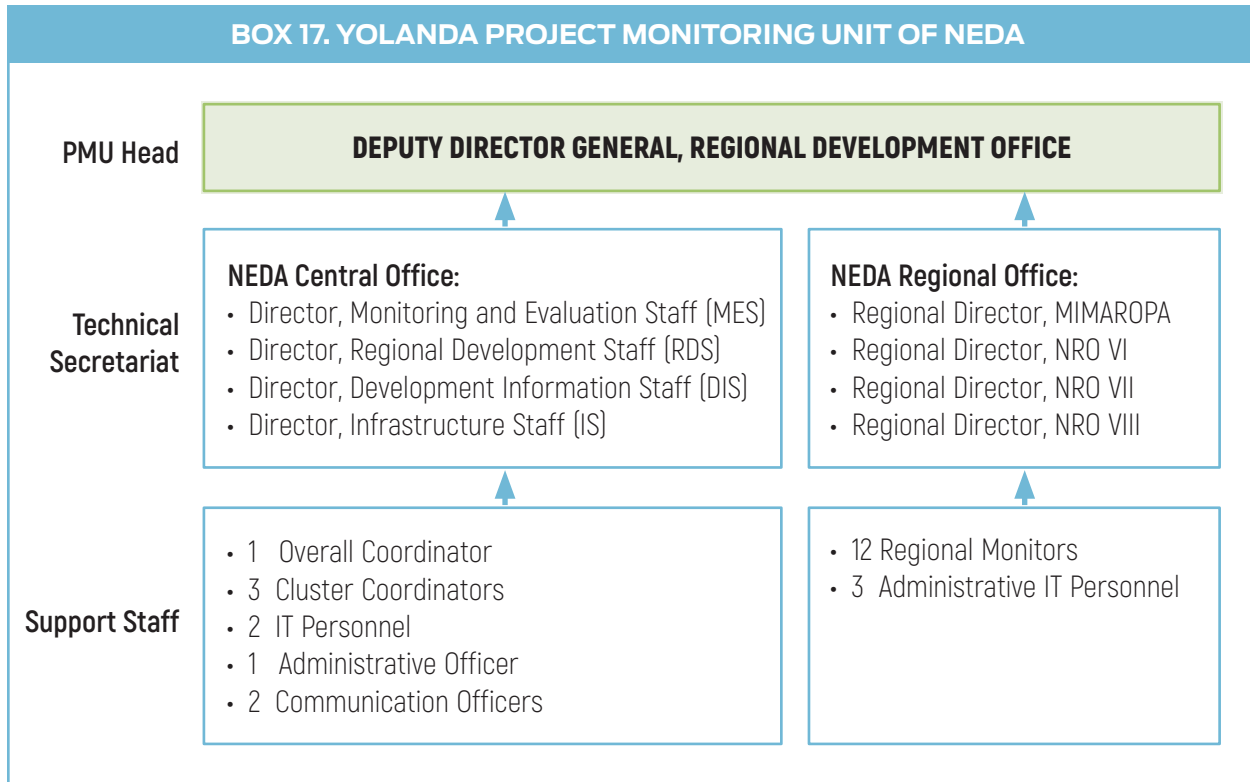 BOX 17. YOLANDA PROJECT MONITORING UNIT OF NEDA
PMU Head
DEPUTY DIRECTOR GENERAL, REGIONAL DEVELOPMENT OFFICE
Technical
Secretariat
NEDA Central Office:
• Director, Monitoring and Evaluation Staff (MES)
• Director, Regional Development Staff (RDS)
• Director, Development Information Staff (DIS)
• Director, Infrastructure Staff (IS)
NEDA Regional Office:
• Regional Director, MIMAROPA
• Regional Director, NRO VI
• Regional Director, NRO VII
• Regional Director, NRO VIII
Support Staff
• 1 Overall Coordinator
• 3 Cluster Coordinators
• 2 IT Personnel
• 1 Administrative Officer
• 2 Communication Officers
• 12 Regional Monitors
• 3 Administrative IT Personnel